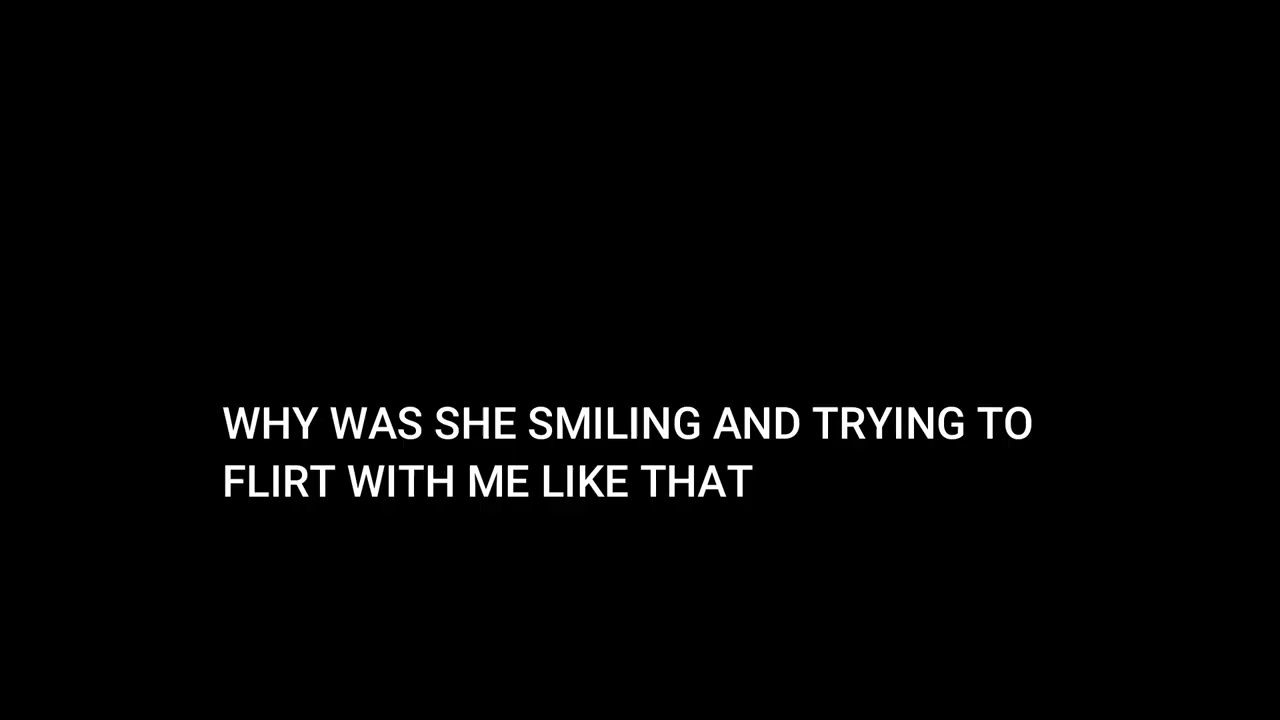 WHY WAS SHE SMILING AND TRYING TO
FLIRT WITH ME LIKE THAT